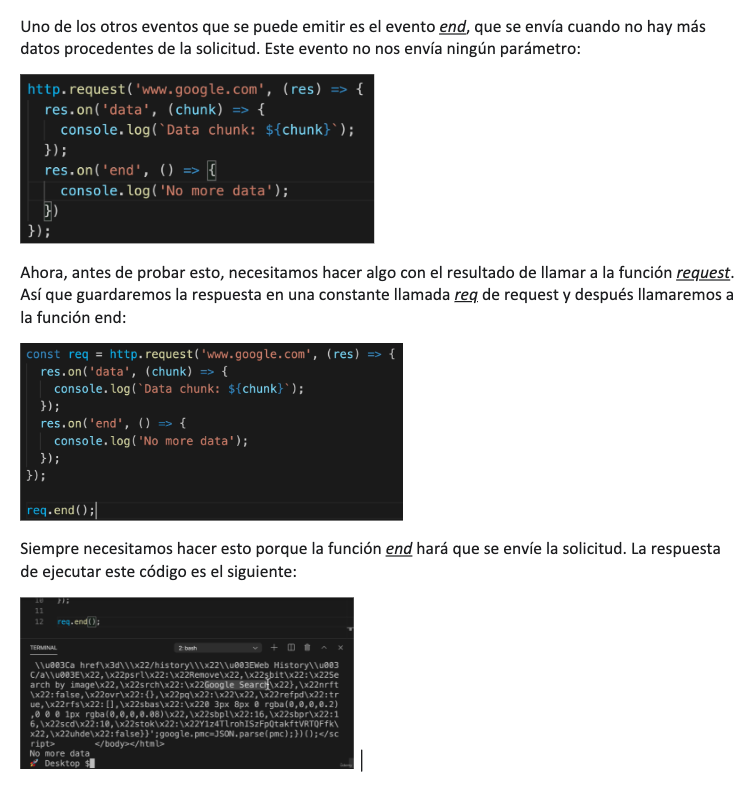 Uno de los otros eventos que se puede emitir es el evento end, que se envía cuando no hay más
datos procedentes de la solicitud. Este evento no nos envía ningún parámetro:
http.request('www.google.com', (res) => {
  res.on('data', (chunk) => {
    console.log(`Data chunk: ${chunk}`);
  });
  res.on('end', () => {
    console.log('No more data');
  })
});
Ahora, antes de probar esto, necesitamos hacer algo con el resultado de llamar a la función request.
Así que guardaremos la respuesta en una constante llamada req de request y después llamaremos a
la función end:
const req = http.request('www.google.com', (res) => {
  res.on('data', (chunk) => {
    console.log(`Data chunk: ${chunk}`);
  });
  res.on('end', () => {
    console.log('No more data');
  });
});
req.end();
Siempre necesitamos hacer esto porque la función end hará que se envíe la solicitud. La respuesta
de ejecutar este código es el siguiente:
10 });
11
12 req.end();
TERMINAL 2: bash
\\u003Ca href\x3d\\\x22/history\\\x22\\u003EWeb History\\u003
C/a\\u003E\x22,\x22psrl\x22:\x22Remove\x22,\x22sbit\x22:\x22Se
arch by image\x22,\x22srch\x22:\x22Google Search\x22},\x22nrft
\x22:false,\x22ovr\x22:{},\x22pq\x22:\x22\x22,\x22refpd\x22:tr
ue,\x22rfs\x22:[],\x22sbas\x22:\x220 3px 8px 0 rgba(0,0,0,0.2)
,0 0 0 1px rgba(0,0,0,0.08)\x22,\x22sbpl\x22:16,\x22sbpr\x22:1
6,\x22scd\x22:10,\x22stok\x22:\x22Y1z4TlrohISzFpQtakftVRTQFfk\
x22,\x22uhde\x22:false}}';google.pmc=JSON.parse(pmc);})();</sc
ript> </body></html>
No more data
Desktop $